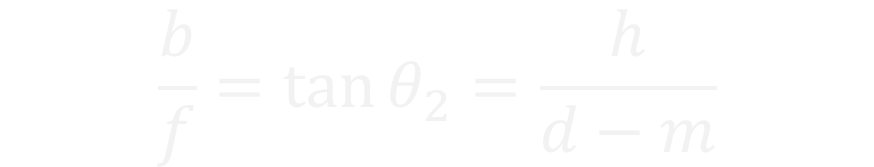 b/f = tan θ₂ = h/(d − m)